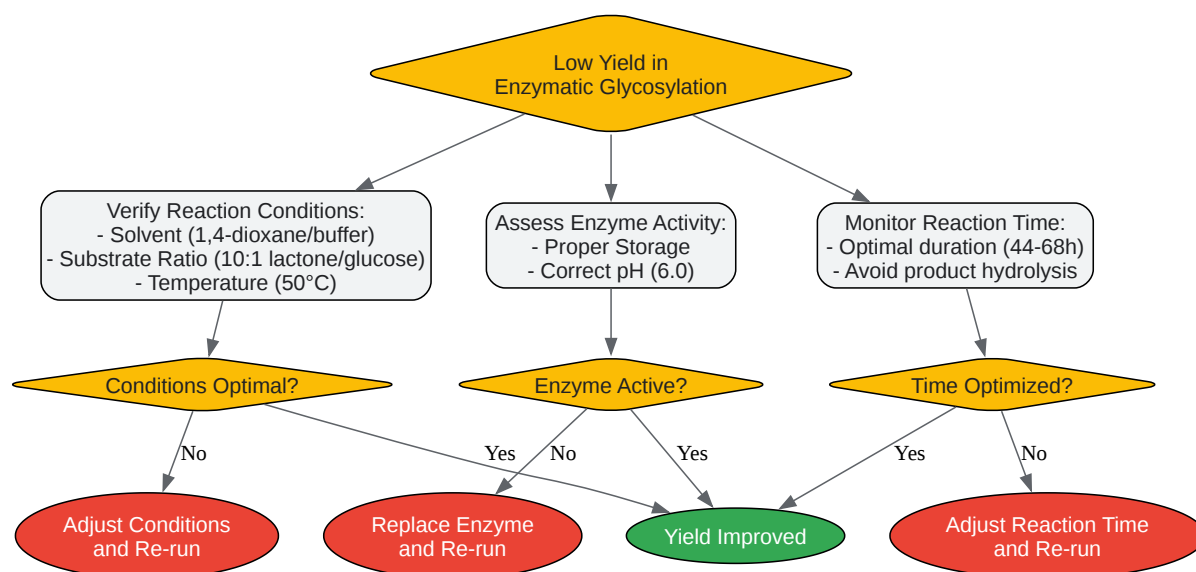 Low Yield in
Enzymatic Glycosylation
Verify Reaction Conditions:
- Solvent (1,4-dioxane/buffer)
- Substrate Ratio (10:1 lactone/glucose)
- Temperature (50°C)
Assess Enzyme Activity:
- Proper Storage
- Correct pH (6.0)
Monitor Reaction Time:
- Optimal duration (44-68h)
- Avoid product hydrolysis
Conditions Optimal?
Enzyme Active?
Time Optimized?
No
Yes
No
Yes
Yes
No
Adjust Conditions
and Re-run
Replace Enzyme
and Re-run
Yield Improved
Adjust Reaction Time
and Re-run